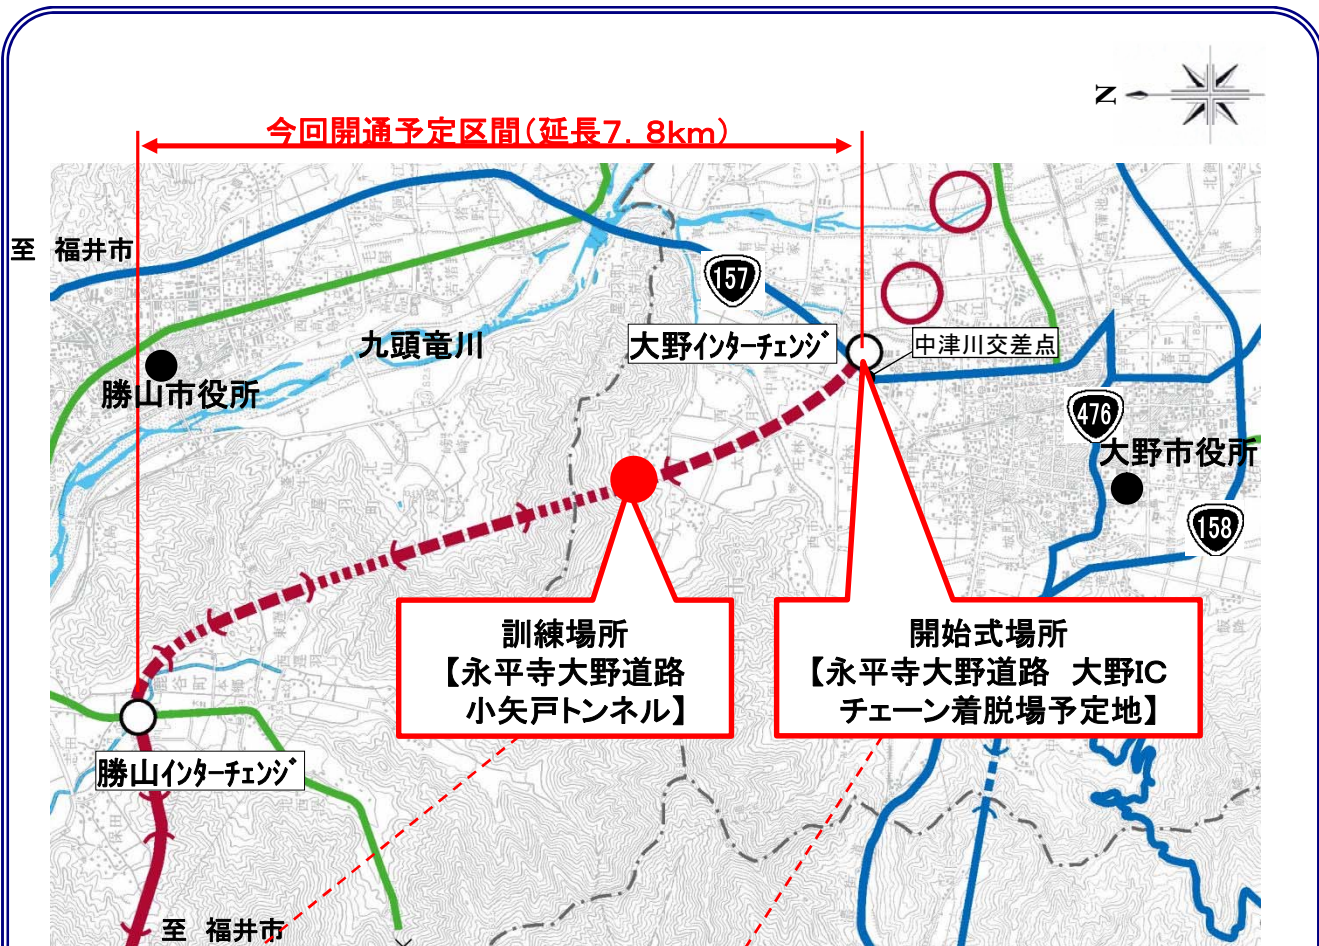 N
今回開通予定区間(延長7.8km)
至 福井市
157
九頭竜川
大野インターチェンジ
中津川交差点
勝山市役所
476
大野市役所
158
訓練場所
【永平寺大野道路
小矢戸トンネル】
開始式場所
【永平寺大野道路 大野IC
チェーン着脱場予定地】
勝山インターチェンジ
至 福井市